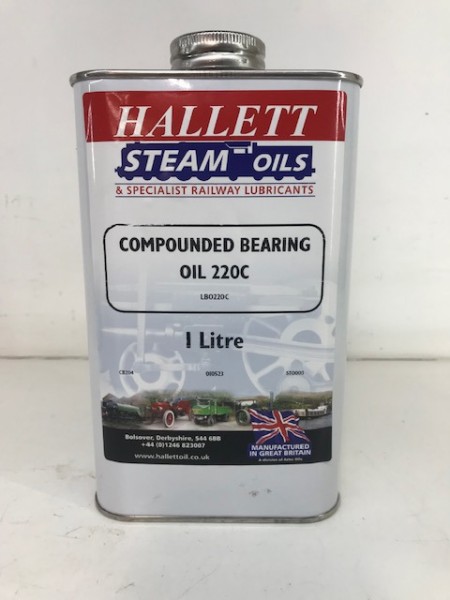 HALLETT
STEAM OILS
& SPECIALIST RAILWAY LUBRICANTS
COMPOUNDED BEARING
OIL 220C
LBO220C
1 Litre
080523
Bolsover, Derbyshire, S44 6BB
+44 (0)1246 823007
www.hallettoil.co.uk
MANUFACTURED
IN GREAT BRITAIN